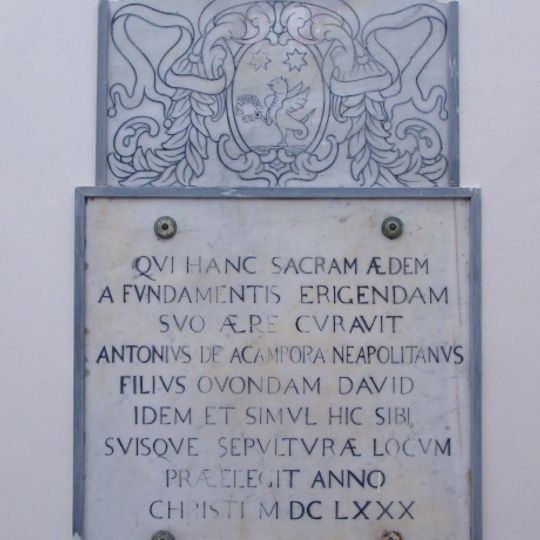 QVI HANC SACRAM ÆDEM
A FVNDAMENTIS ERIGENDAM
SVO ÆRE CVRAVIT
ANTONIVS DE ACAMPORA NEAPOLITANVS
FILIVS QVONDAM DAVID
IDEM ET SIMVL HIC SIBI
SVISQVE SEPVLTVRÆ LOCVM
PRÆELEGIT ANNO
CHRISTI M DC LXXX